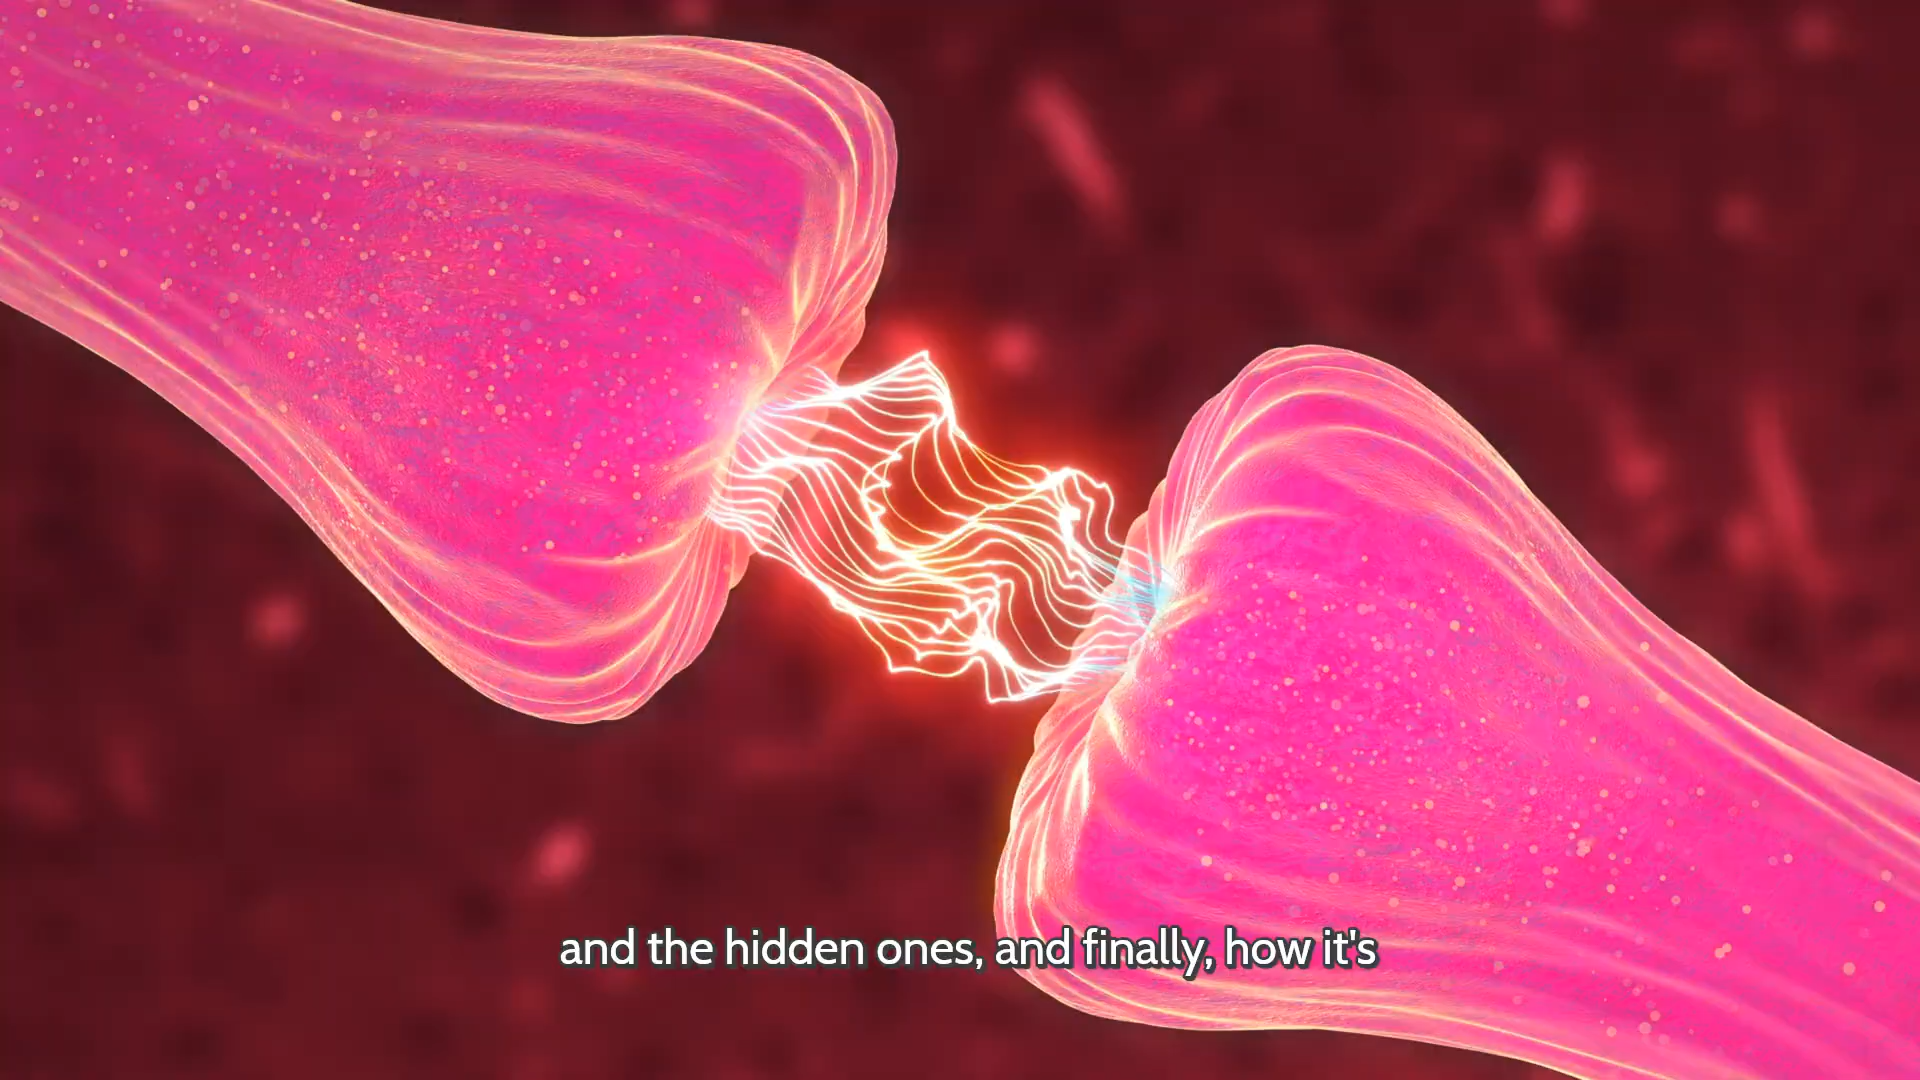 and the hidden ones, and finally, how it's